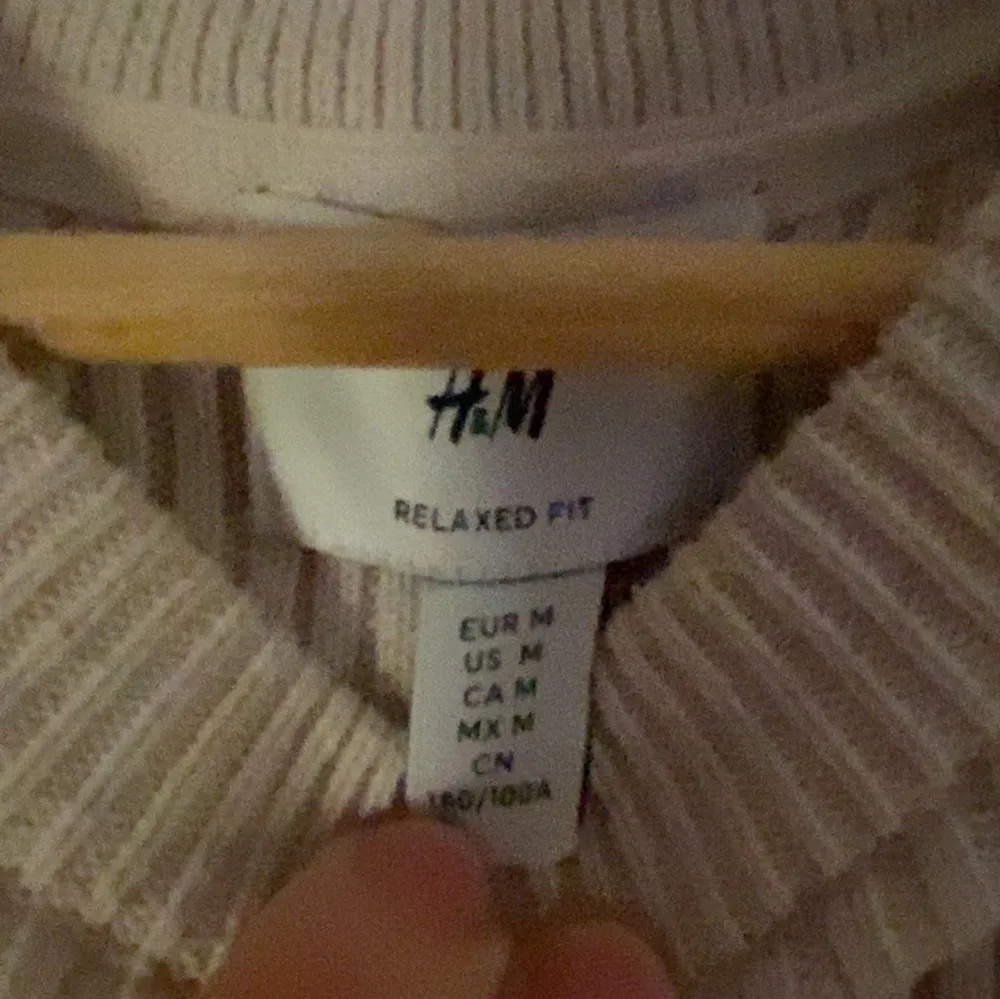 H&M
RELAXED FIT
EUR M
US M
CA M
MX M
CN
180/100A